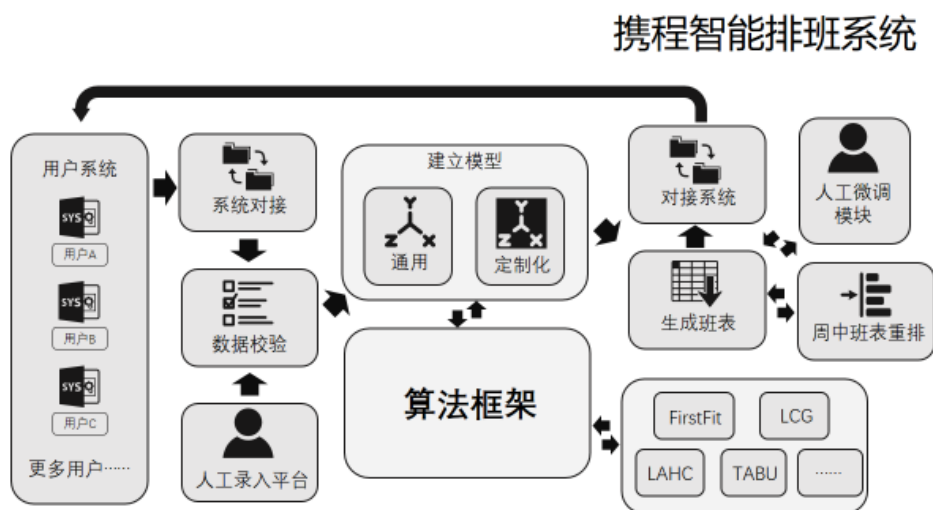 携程智能排班系统
用户系统
SYS Q
用户A
SYS Q
用户B
SYS Q
用户C
更多用户……
系统对接
数据校验
人工录入平台
建立模型
Y
Z X
通用
Y
Z X
定制化
算法框架
对接系统
生成班表
人工微调
模块
周中班表重排
FirstFit
LCG
LAHC
TABU
……